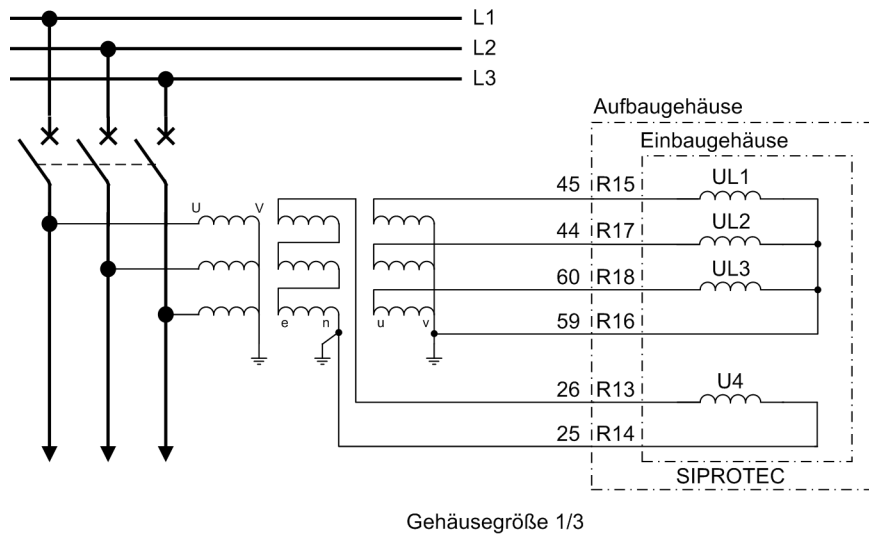 L1
L2
L3
Aufbaugehäuse
Einbaugehäuse
45 R15 UL1
U V
44 R17 UL2
60 R18 UL3
59 R16
e n u v
26 R13 U4
25 R14
SIPROTEC
Gehäusegröße 1/3